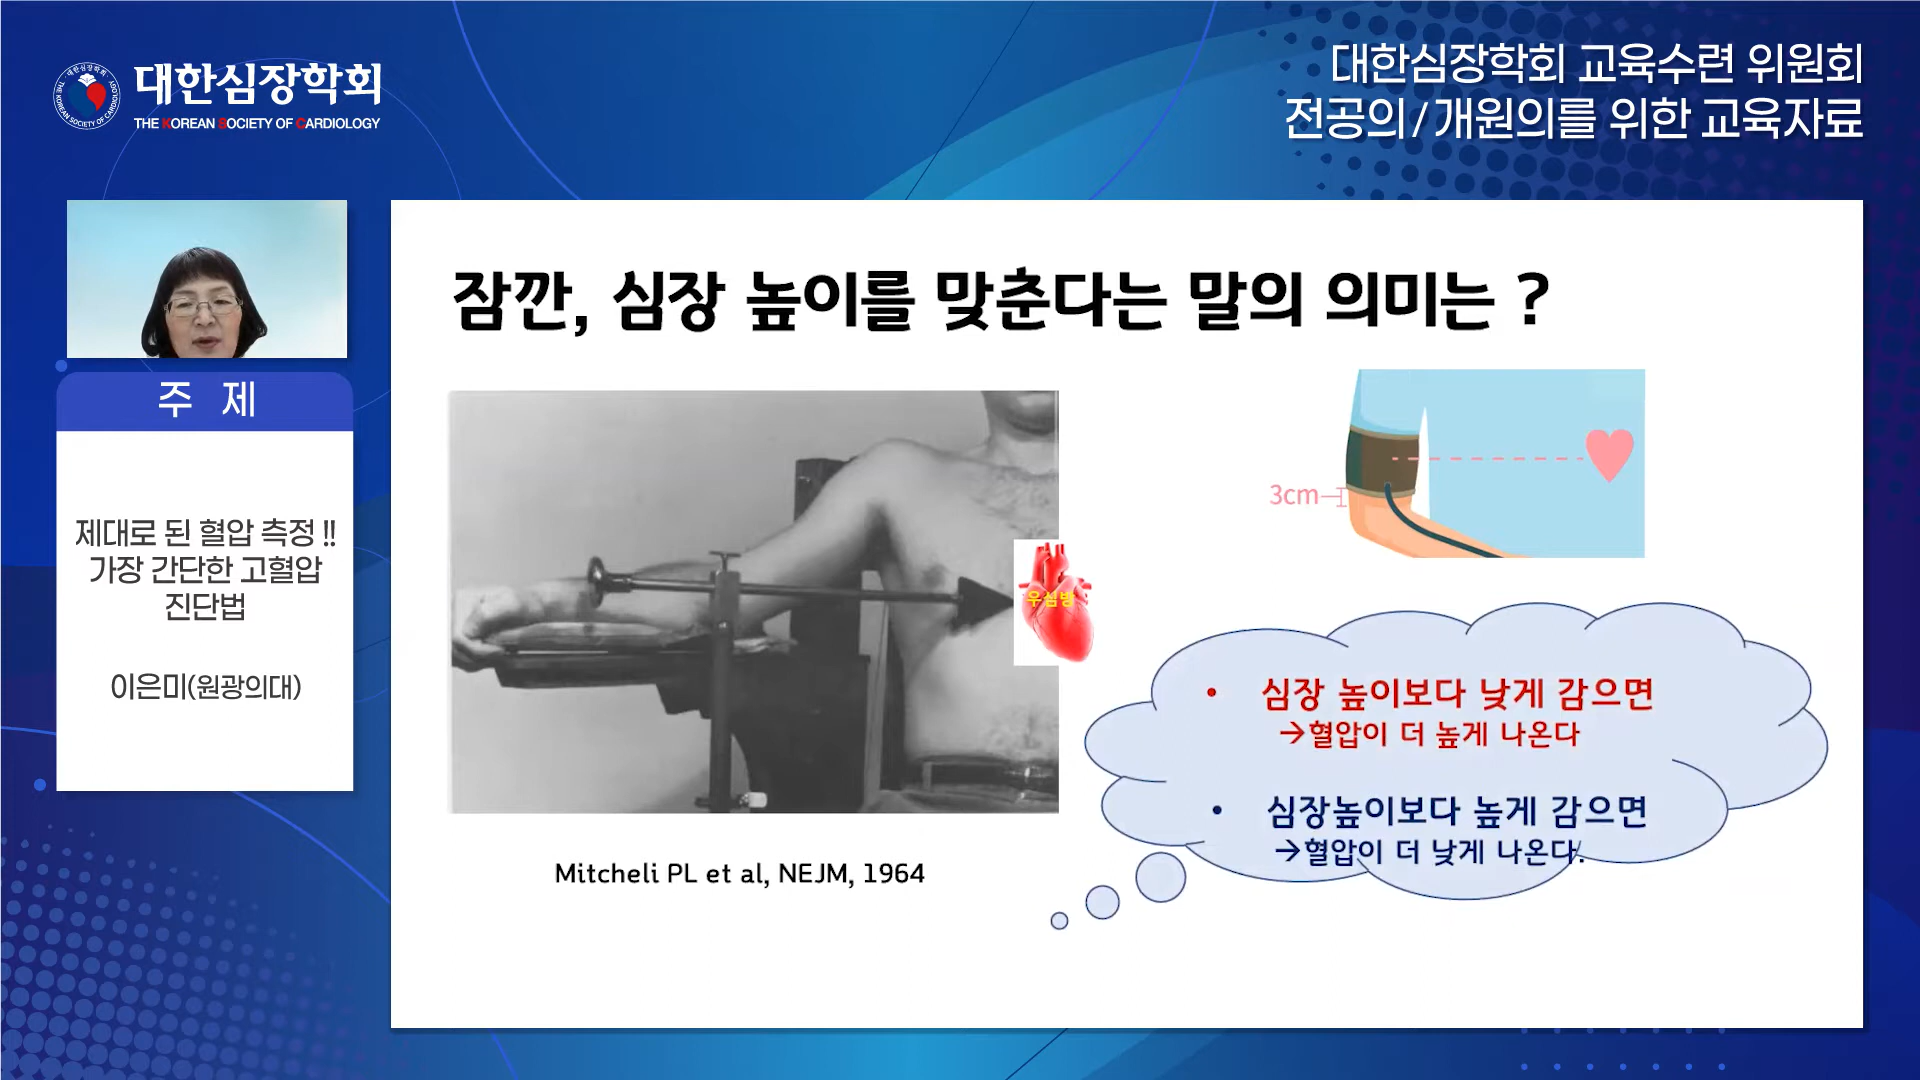 대한심장학회
THE KOREAN SOCIETY OF CARDIOLOGY
대한심장학회 교육수련 위원회
전공의/개원의를 위한 교육자료
주 제
제대로 된 혈압 측정 !!
가장 간단한 고혈압
진단법
이은미(원광의대)
잠깐, 심장 높이를 맞춘다는 말의 의미는 ?
우심방
3cm
• 심장 높이보다 낮게 감으면
→혈압이 더 높게 나온다
• 심장높이보다 높게 감으면
→혈압이 더 낮게 나온다.
Mitcheli PL et al, NEJM, 1964